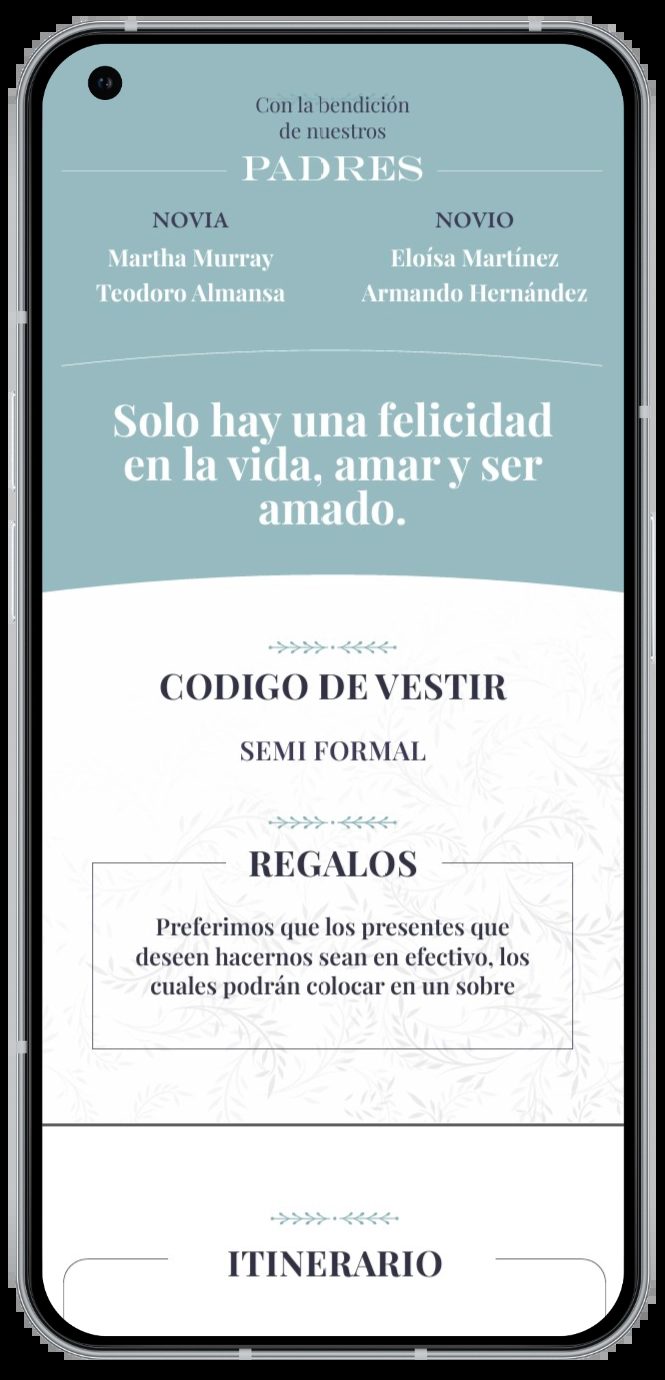 Con la bendición
de nuestros
PADRES
NOVIA
Martha Murray
Teodoro Almansa
NOVIO
Eloísa Martínez
Armando Hernández
Solo hay una felicidad
en la vida, amar y ser
amado.
CODIGO DE VESTIR
SEMI FORMAL
REGALOS
Preferimos que los presentes que
deseen hacernos sean en efectivo, los
cuales podrán colocar en un sobre
ITINERARIO